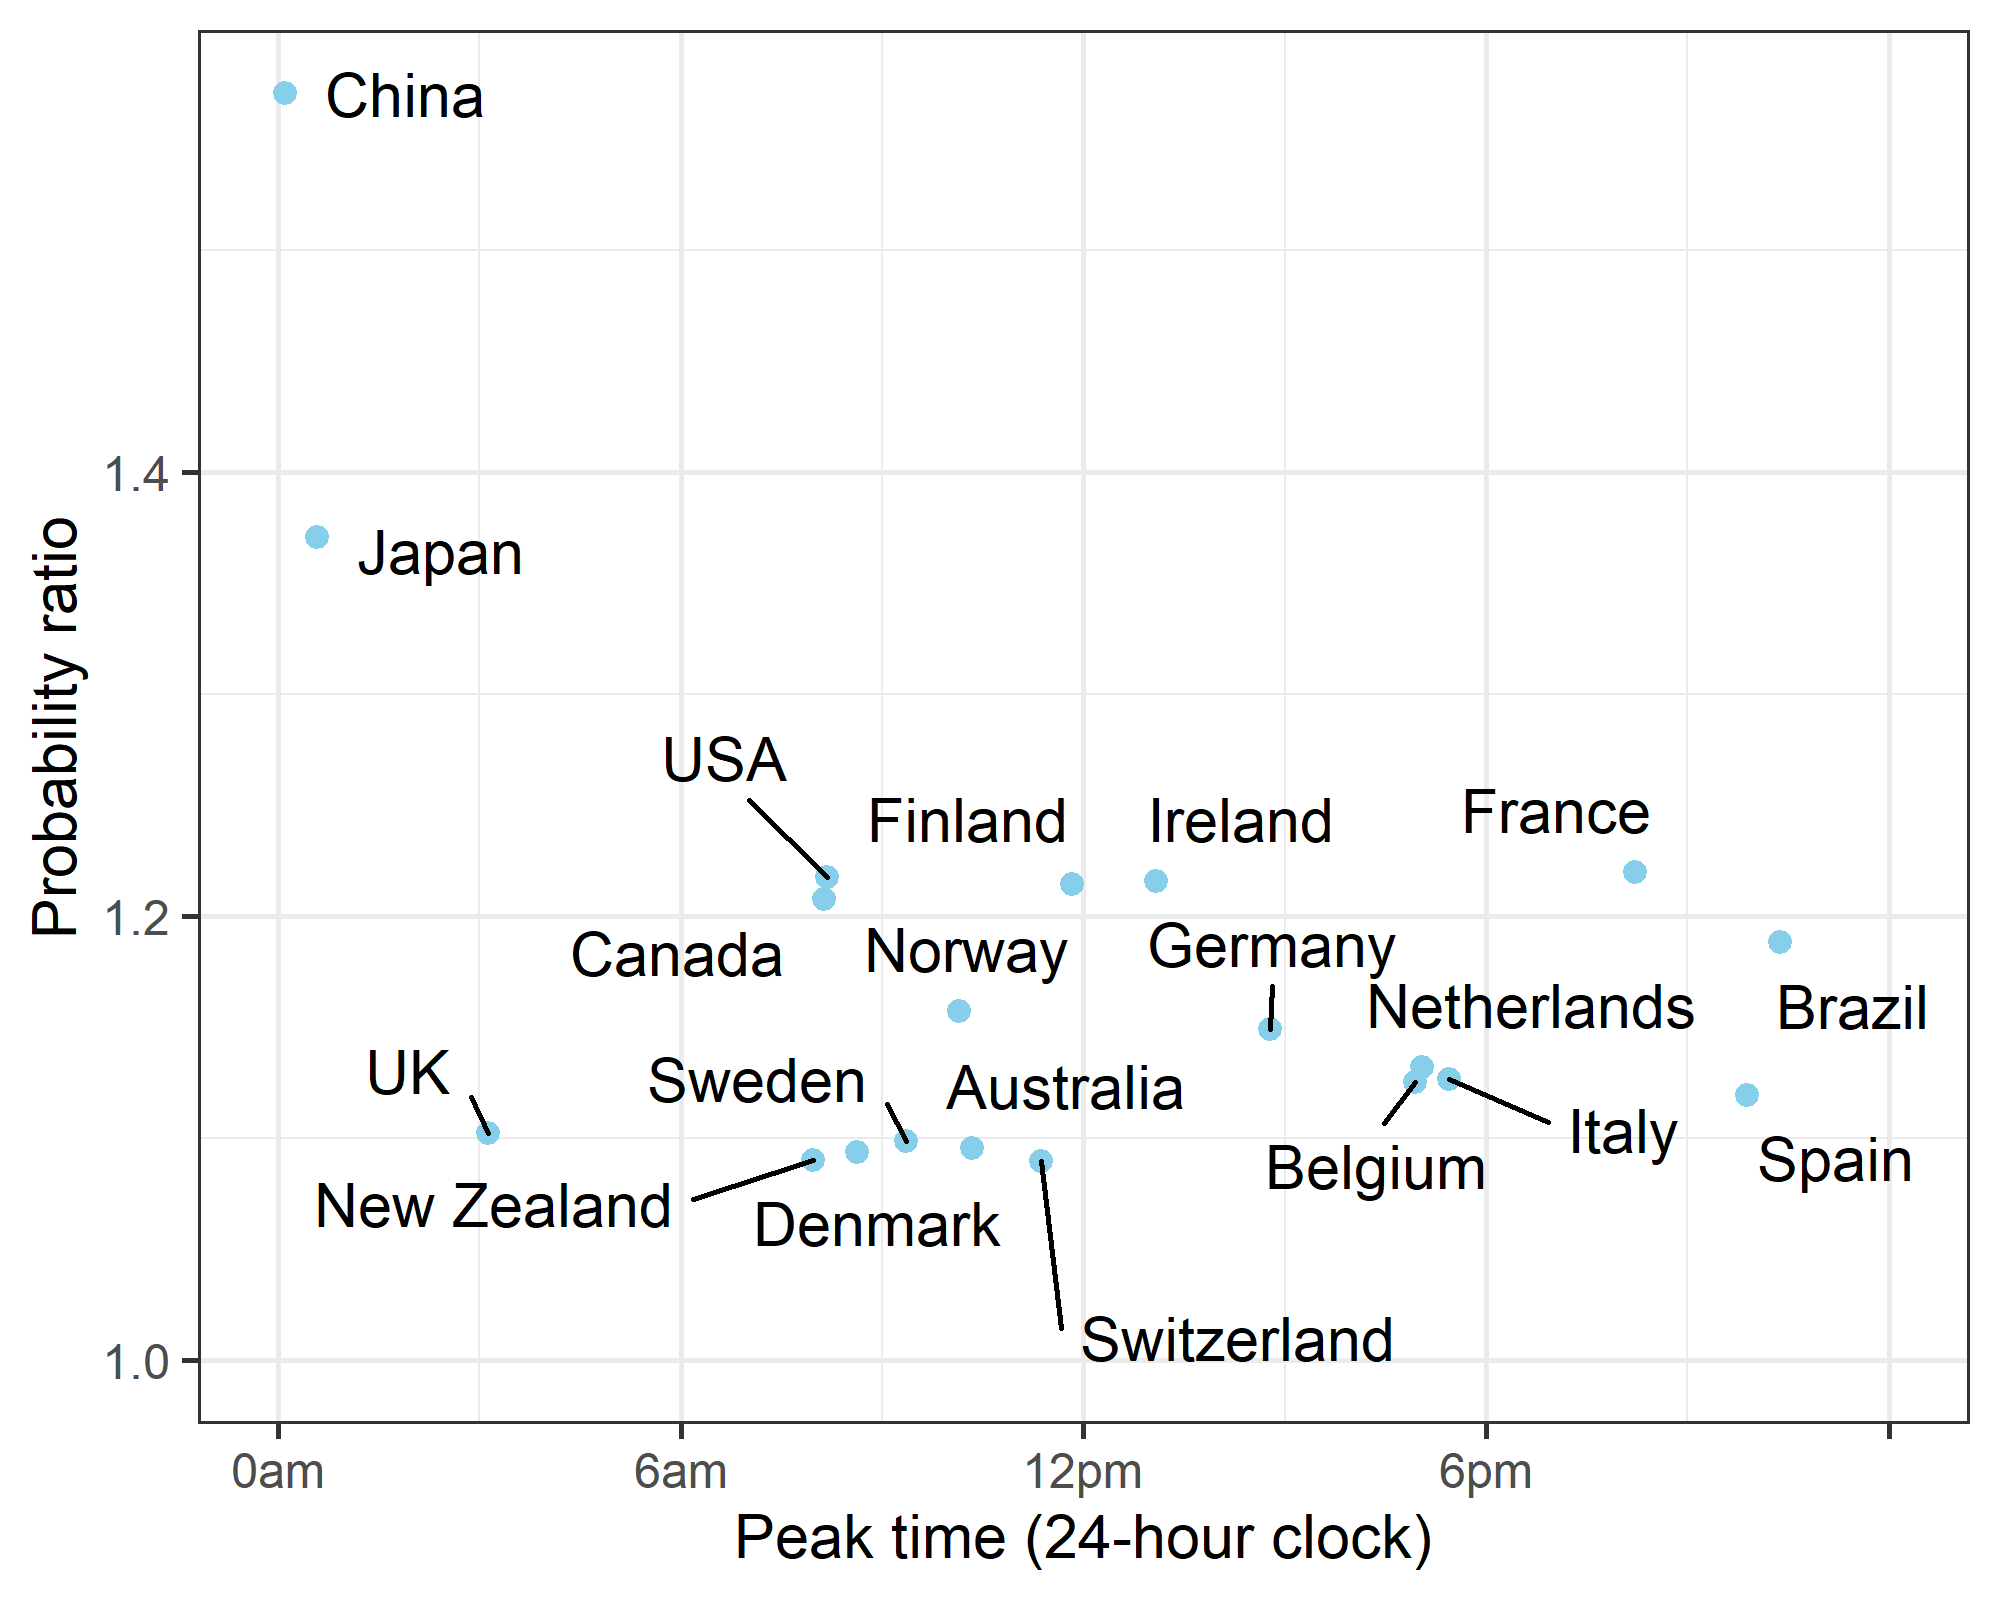 China
1.4
Japan
Probability ratio
USA
Finland
Ireland
France
1.2
Canada
Norway
Germany
Netherlands
Brazil
UK
Sweden
Australia
Italy
Belgium
Spain
New Zealand
Denmark
Switzerland
1.0
0am
6am
12pm
6pm
Peak time (24-hour clock)